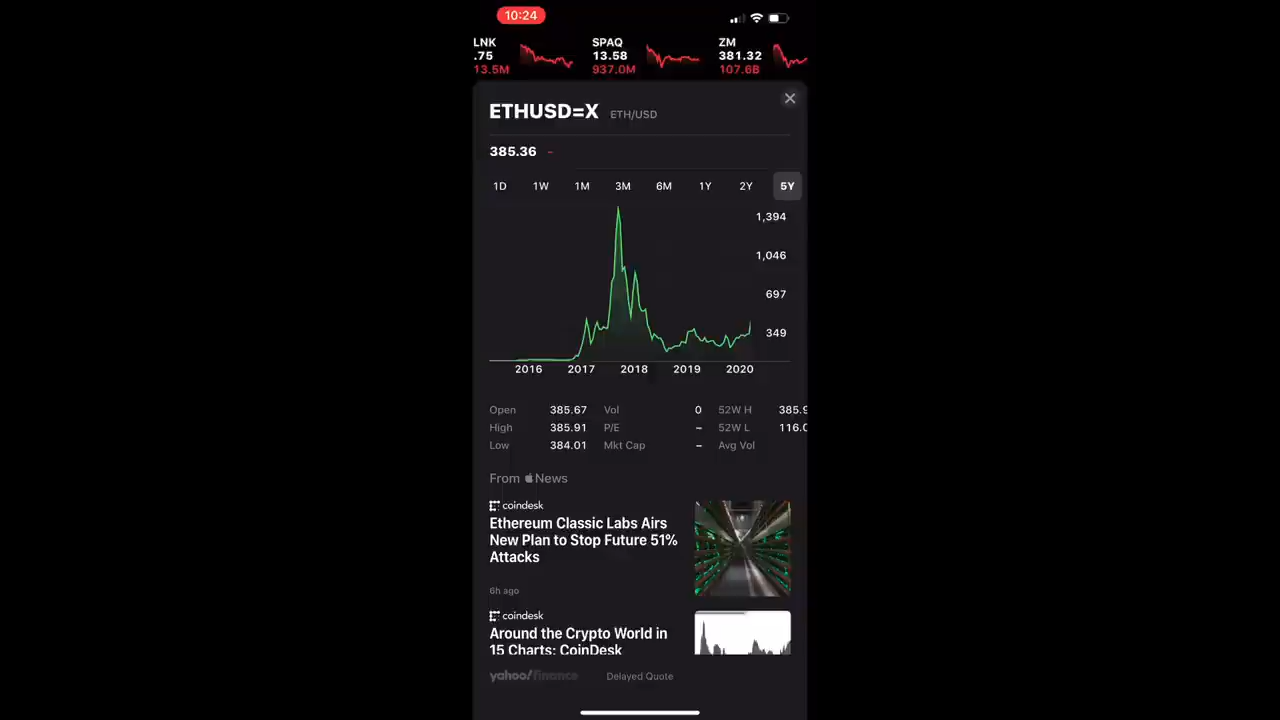 10:24
LNK SPAQ ZM
.75 13.58 381.32
13.5M 937.0M 107.6B
ETHUSD=X ETH/USD
385.36 -
1D 1W 1M 3M 6M 1Y 2Y 5Y
1,394
1,046
697
349
2016 2017 2018 2019 2020
Open 385.67 Vol 0 52W H 385.9
High 385.91 P/E – 52W L 116.0
Low 384.01 Mkt Cap – Avg Vol
From News
coindesk
Ethereum Classic Labs Airs
New Plan to Stop Future 51%
Attacks
6h ago
coindesk
Around the Crypto World in
15 Charts: CoinDesk
yahoo/finance Delayed Quote